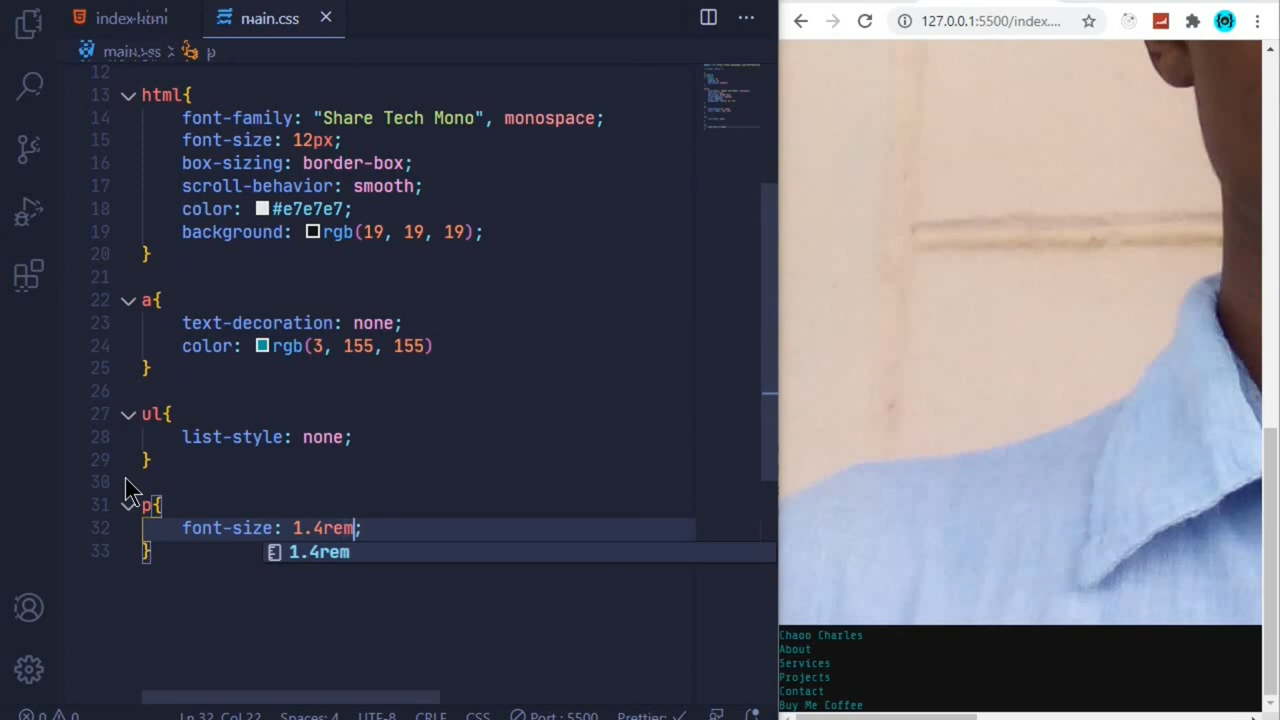 index.html
main.css
127.0.0.1:5500/index....
main.css > p
12
13 html{
14 font-family: "Share Tech Mono", monospace;
15 font-size: 12px;
16 box-sizing: border-box;
17 scroll-behavior: smooth;
18 color: #e7e7e7;
19 background: rgb(19, 19, 19);
20 }
21
22 a{
23 text-decoration: none;
24 color: rgb(3, 155, 155)
25 }
26
27 ul{
28 list-style: none;
29 }
30
31 p{
32 font-size: 1.4rem;
33 }
1.4rem
Chaoo Charles
About
Services
Projects
Contact
Buy Me Coffee
0 0 Ln 32, Col 22 Spaces: 4 UTF-8 CRLF CSS Port : 5500 Prettier: